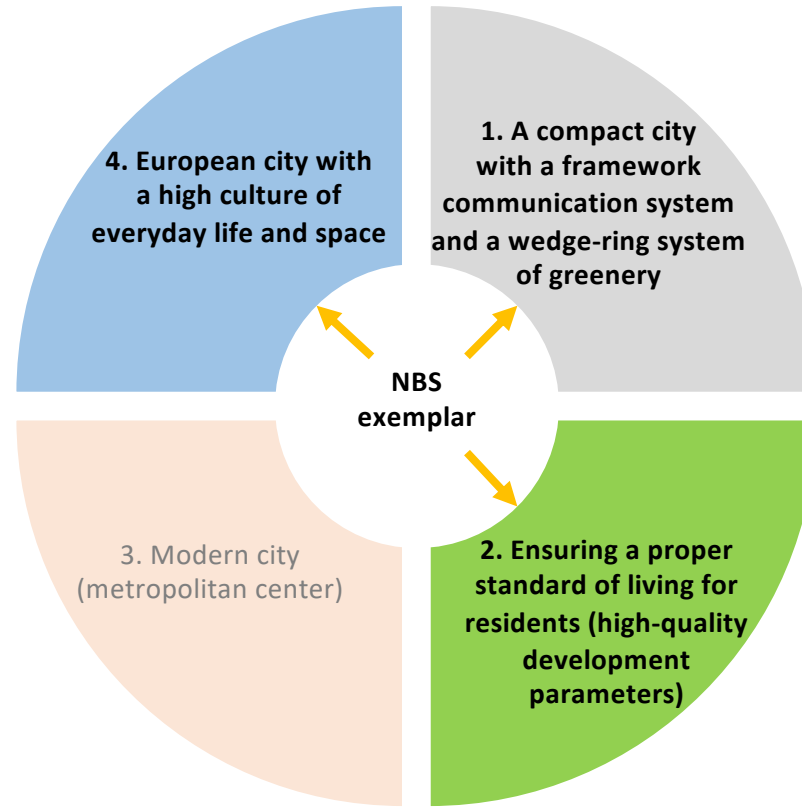 4. European city with
a high culture of
everyday life and space
1. A compact city
with a framework
communication system
and a wedge-ring system
of greenery
NBS
exemplar
3. Modern city
(metropolitan center)
2. Ensuring a proper
standard of living for
residents (high-quality
development
parameters)